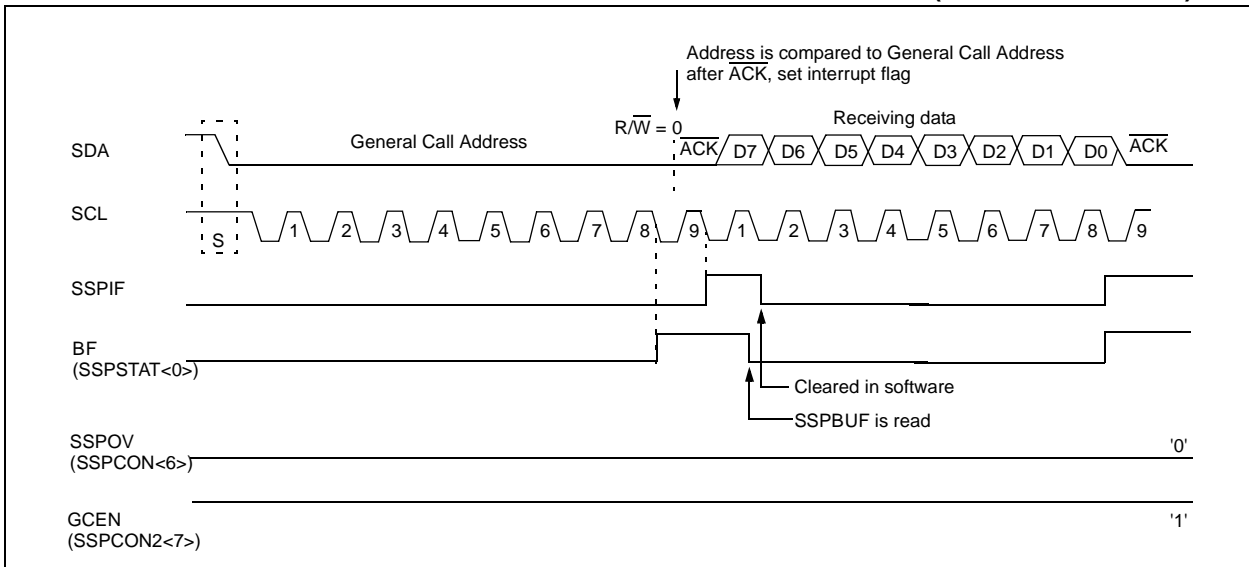 Address is compared to General Call Address
after ACK, set interrupt flag
R/W = 0
Receiving data
SDA
General Call Address
ACK D7 D6 D5 D4 D3 D2 D1 D0 ACK
SCL
S
1 2 3 4 5 6 7 8 9 1 2 3 4 5 6 7 8 9
SSPIF
BF
(SSPSTAT<0>)
Cleared in software
SSPBUF is read
SSPOV
(SSPCON<6>)
'0'
GCEN
(SSPCON2<7>)
'1'